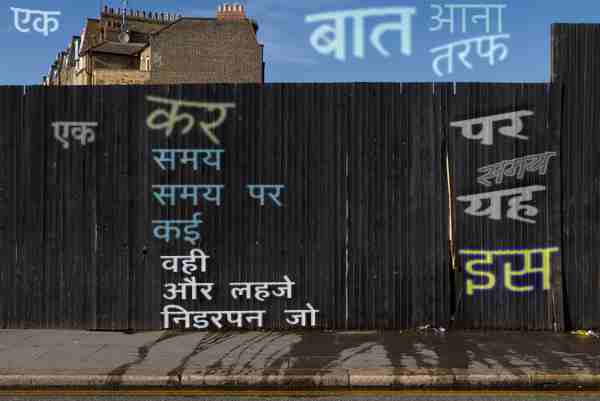 एक
बात
आना
तरफ
एक
कर
समय
समय पर
कई
वही
और लहजे
निडरपन जो
पर
समय
यह
इस